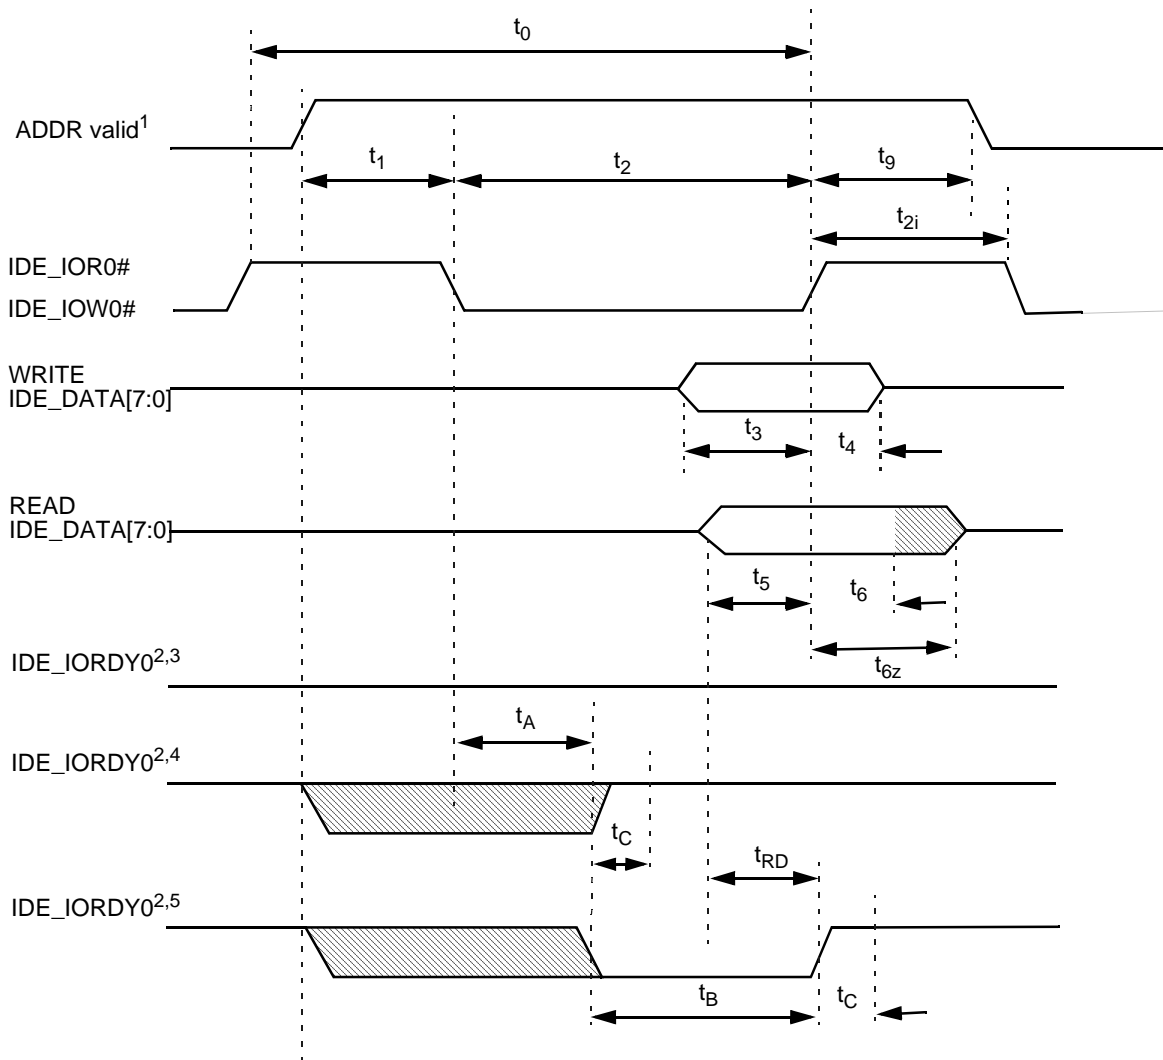 t0
ADDR valid1
t1
t2
t9
t2i
IDE_IOR0#
IDE_IOW0#
WRITE
IDE_DATA[7:0]
t3
t4
READ
IDE_DATA[7:0]
t5
t6
IDE_IORDY02,3
t6z
tA
IDE_IORDY02,4
tC
tRD
IDE_IORDY02,5
tB
tC